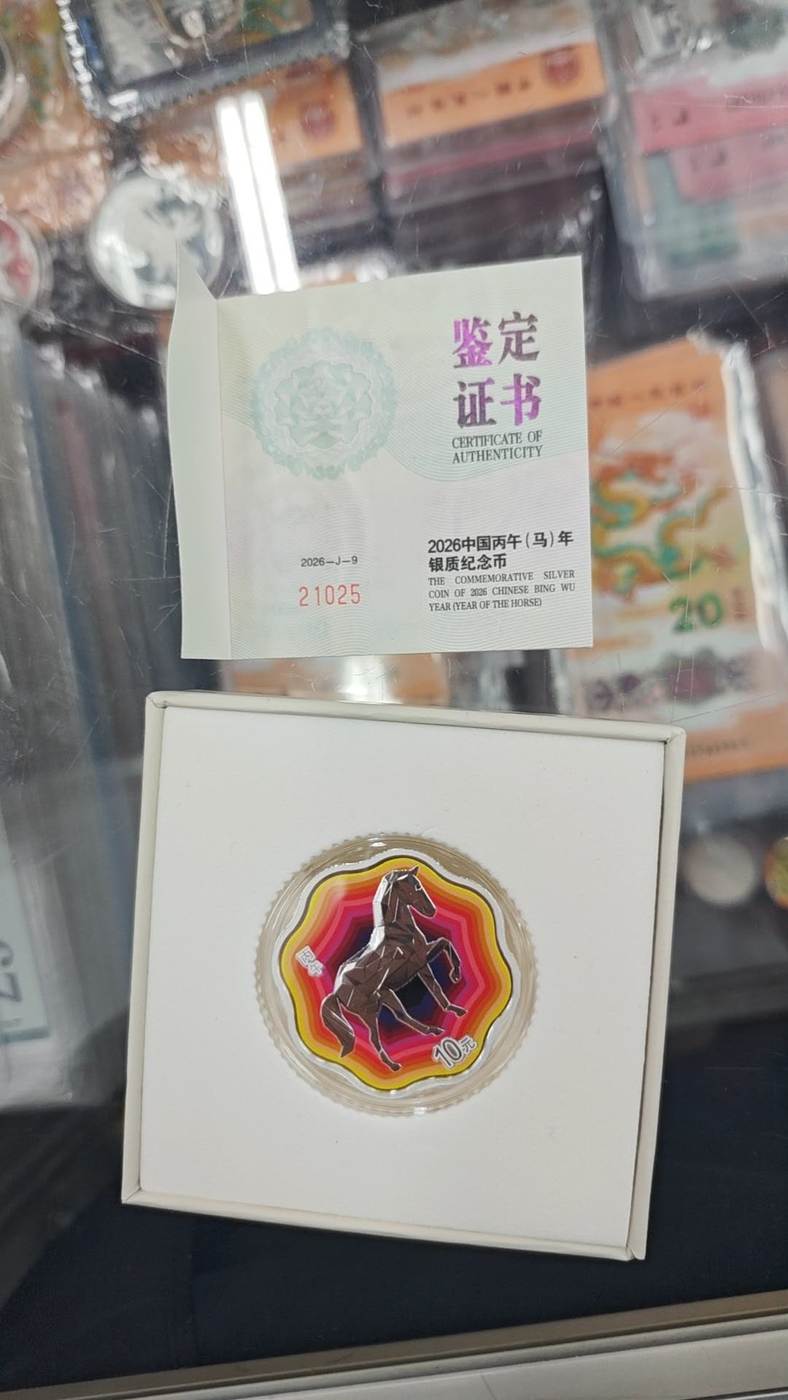 鉴定
证书
CERTIFICATE OF
AUTHENTICITY
2026-J-9
21025
2026中国丙午(马)年
银质纪念币
THE COMMEMORATIVE SILVER
COIN OF 2026 CHINESE BING WU
YEAR (YEAR OF THE HORSE)
20
丙午
10元